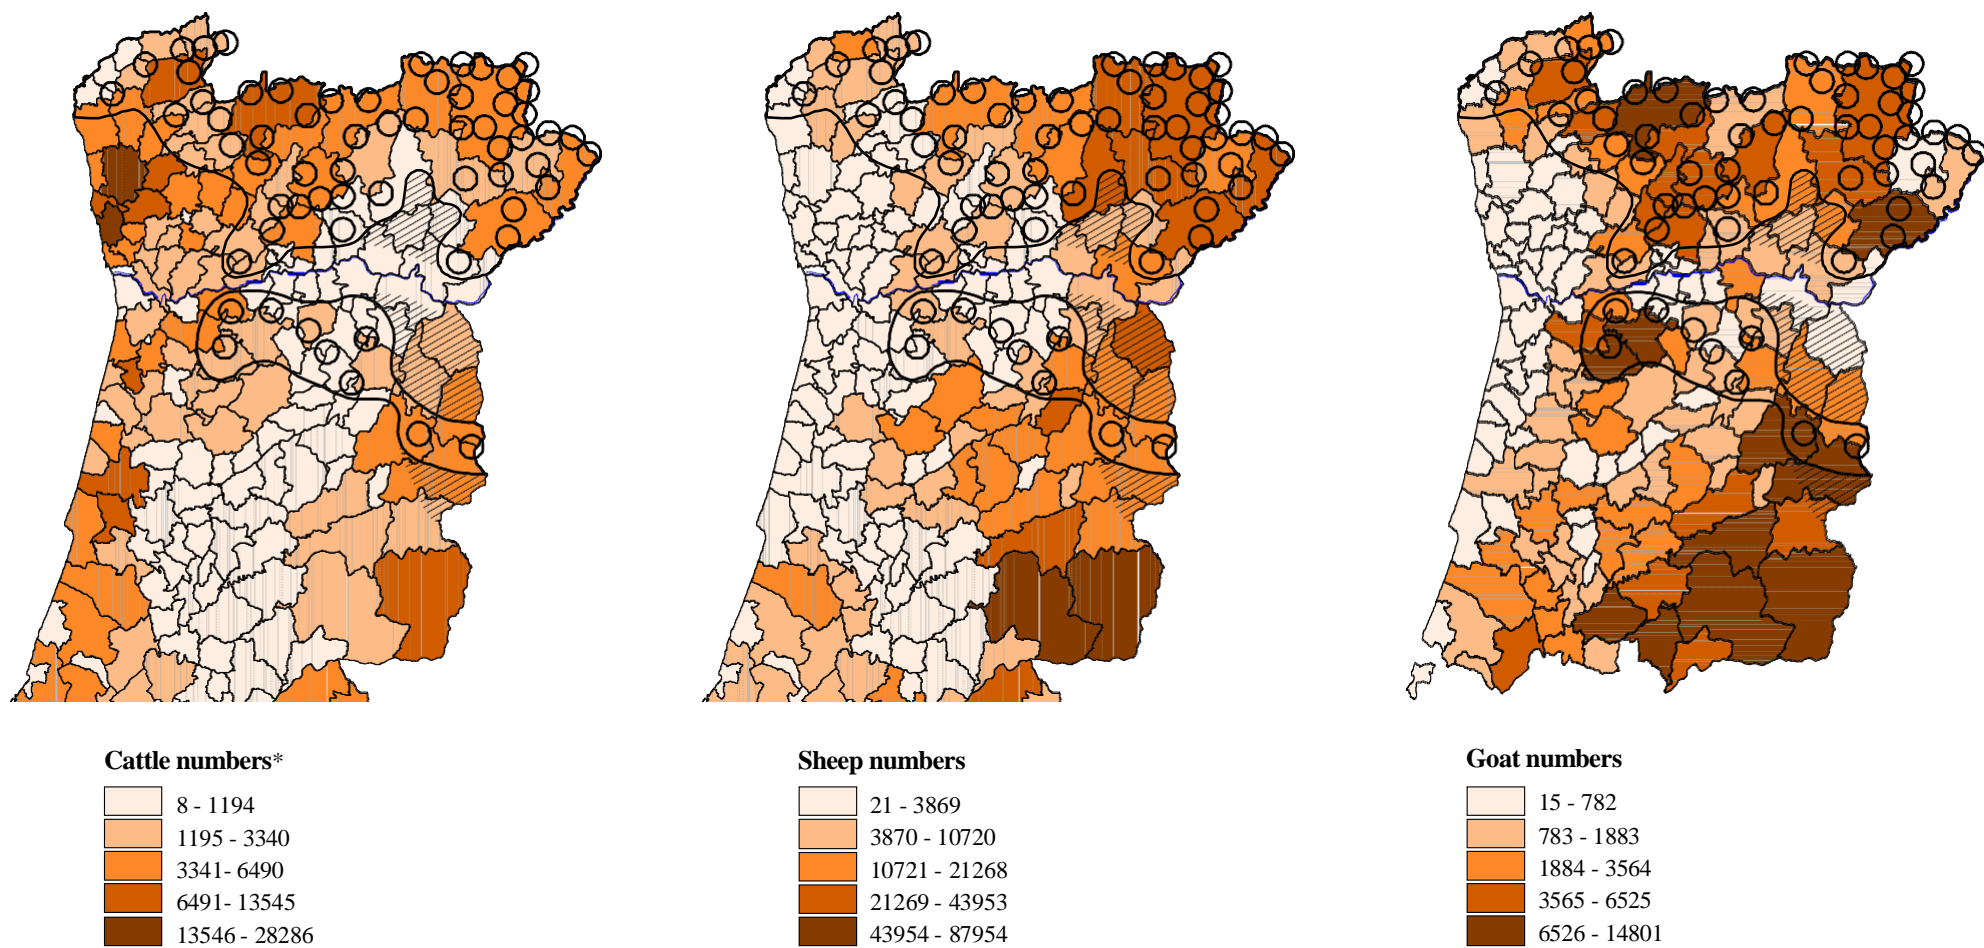 Cattle numbers*
8 - 1194
1195 - 3340
3341- 6490
6491- 13545
13546 - 28286
Sheep numbers
21 - 3869
3870 - 10720
10721 - 21268
21269 - 43953
43954 - 87954
Goat numbers
15 - 782
783 - 1883
1884 - 3564
3565 - 6525
6526 - 14801